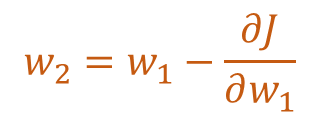 w₂ = w₁ − ∂J/∂w₁